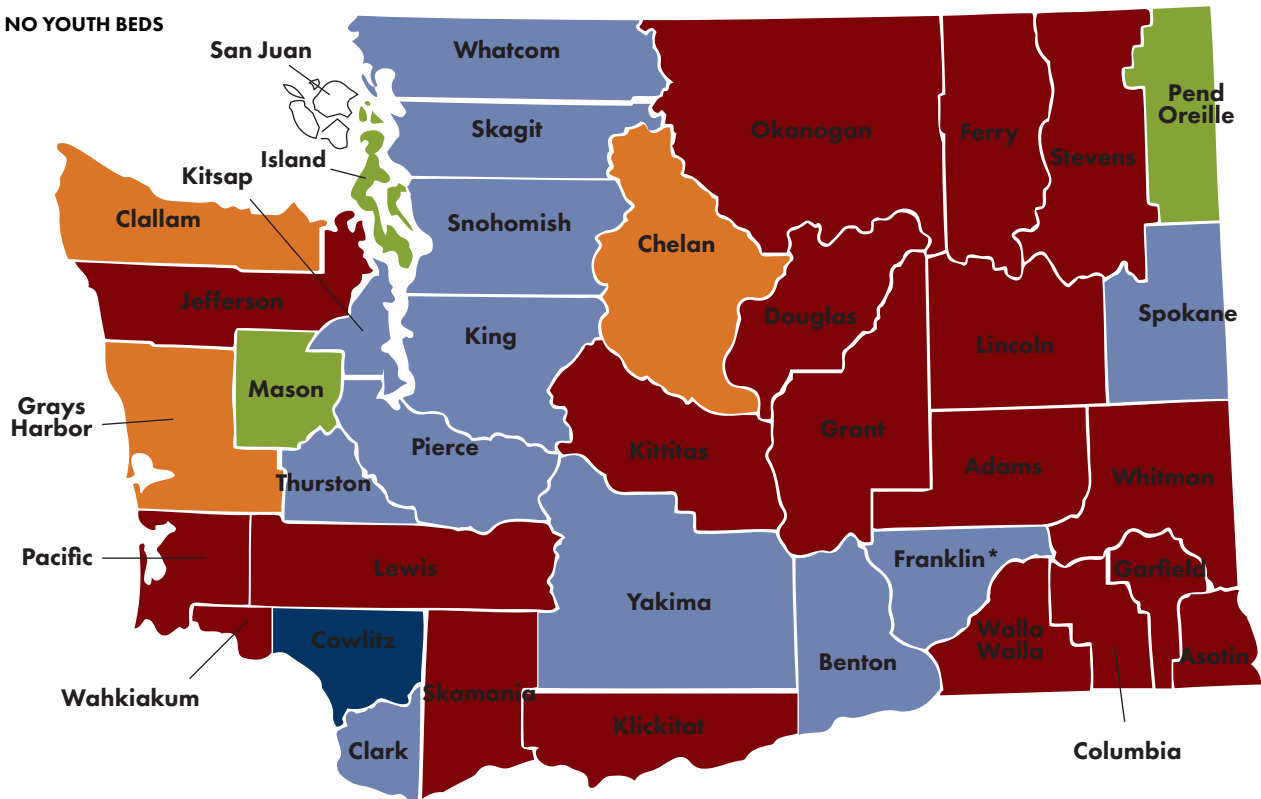 NO YOUTH BEDS
San Juan
Whatcom
Skagit
Okanogan
Ferry
Stevens
Pend
Oreille
Island
Kitsap
Clallam
Snohomish
Chelan
Jefferson
King
Douglas
Lincoln
Spokane
Mason
Grays
Harbor
Pierce
Kittitas
Grant
Adams
Whitman
Thurston
Pacific
Lewis
Yakima
Franklin*
Garfield
Cowlitz
Benton
Walla
Walla
Asotin
Wahkiakum
Skamania
Klickitat
Clark
Columbia